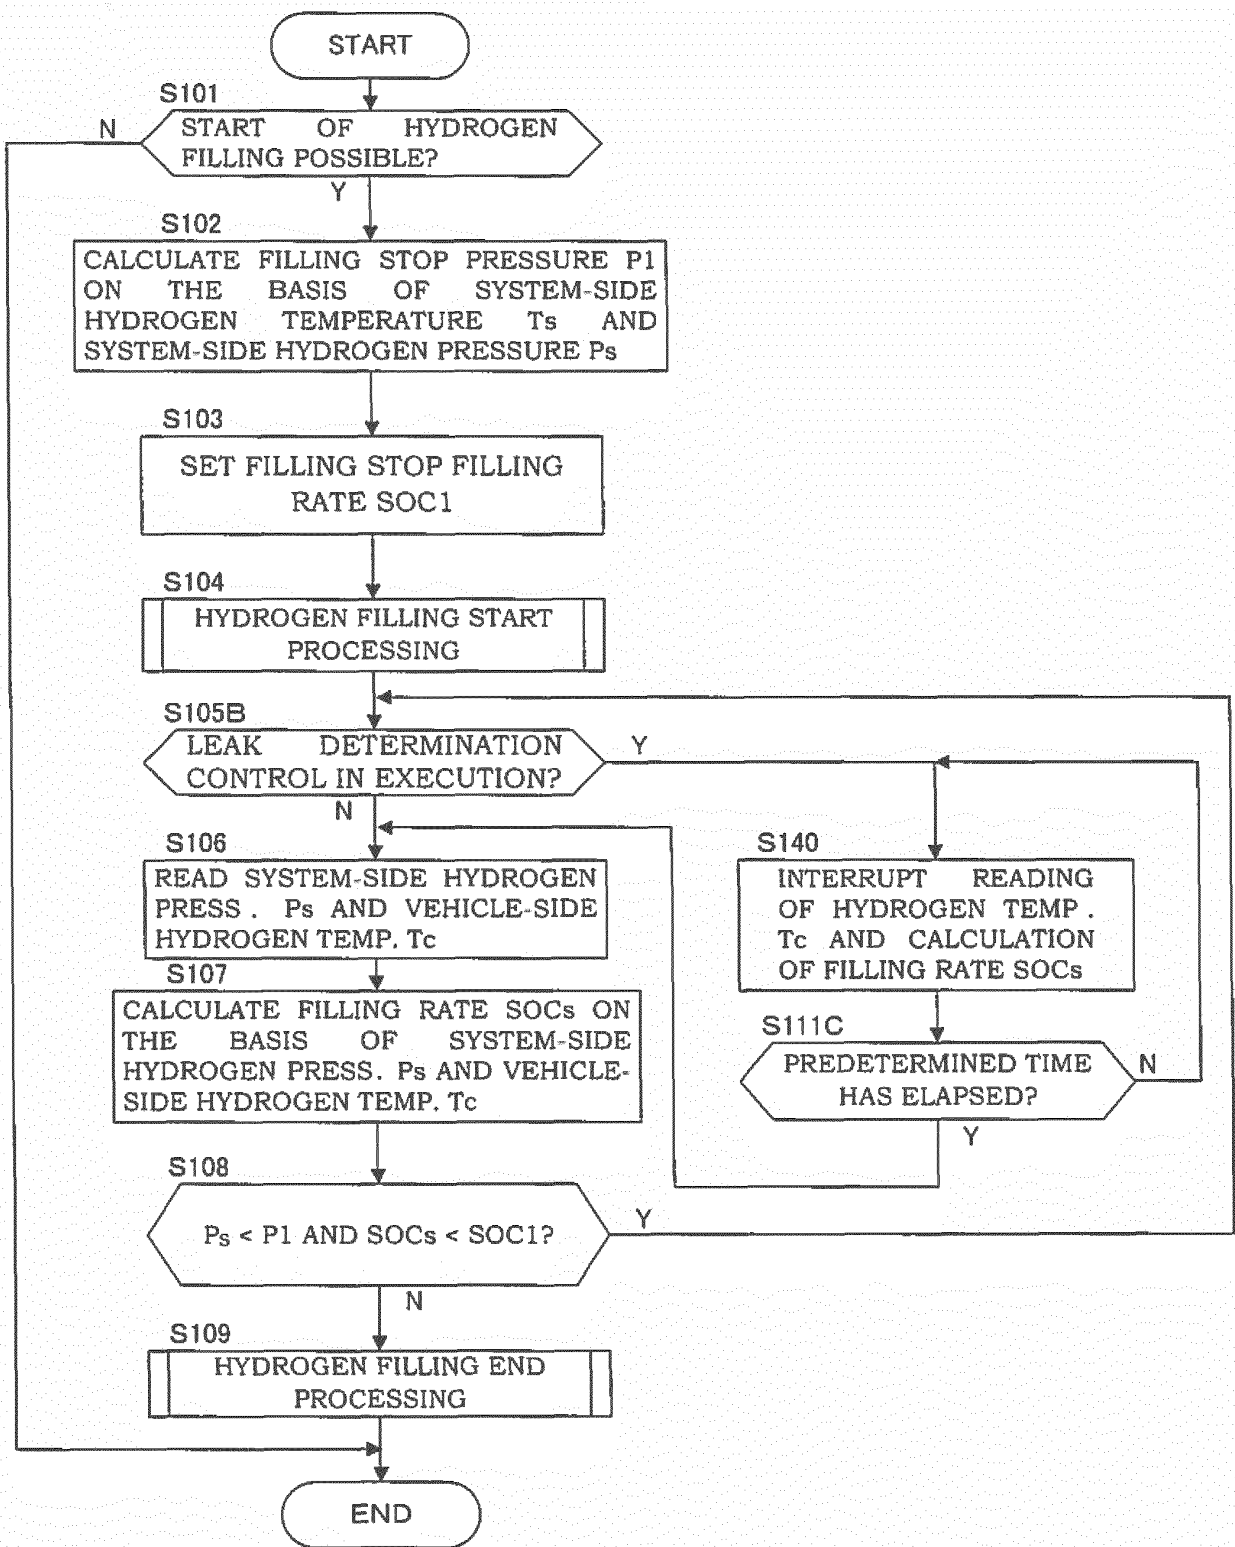 START
S101
N
START OF HYDROGEN
FILLING POSSIBLE?
Y
S102
CALCULATE FILLING STOP PRESSURE P1
ON THE BASIS OF SYSTEM-SIDE
HYDROGEN TEMPERATURE Ts AND
SYSTEM-SIDE HYDROGEN PRESSURE Ps
S103
SET FILLING STOP FILLING
RATE SOC1
S104
HYDROGEN FILLING START
PROCESSING
S105B
LEAK DETERMINATION
CONTROL IN EXECUTION?
Y
N
S106
READ SYSTEM-SIDE HYDROGEN
PRESS. Ps AND VEHICLE-SIDE
HYDROGEN TEMP. Tc
S140
INTERRUPT READING
OF HYDROGEN TEMP.
Tc AND CALCULATION
OF FILLING RATE SOCs
S107
CALCULATE FILLING RATE SOCs ON
THE BASIS OF SYSTEM-SIDE
HYDROGEN PRESS. Ps AND VEHICLE-
SIDE HYDROGEN TEMP. Tc
S111C
PREDETERMINED TIME
HAS ELAPSED?
N
Y
S108
Ps < P1 AND SOCs < SOC1?
Y
N
S109
HYDROGEN FILLING END
PROCESSING
END